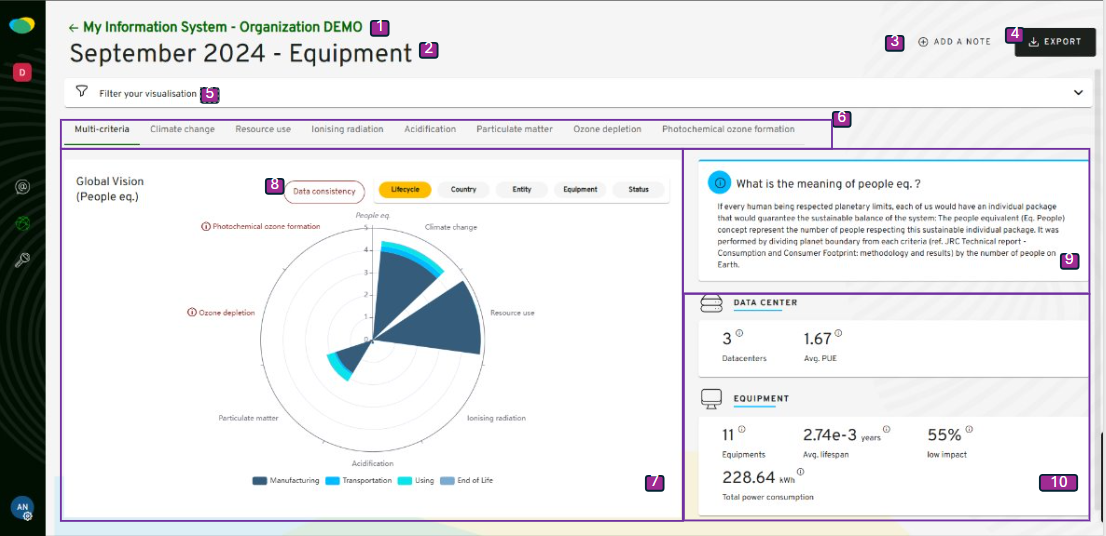 ← My Information System - Organization DEMO 1
September 2024 - Equipment 2
3 ADD A NOTE
4 EXPORT
D
Filter your visualisation 5
Multi-criteria Climate change Resource use Ionising radiation Acidification Particulate matter Ozone depletion Photochemical ozone formation 6
Global Vision
(People eq.)
8 Data consistency
Lifecycle Country Entity Equipment Status
People eq.
Photochemical ozone formation
Climate change
5
4
3
2
1
0
Ozone depletion
Resource use
Particulate matter
Ionising radiation
Acidification
Manufacturing Transportation Using End of Life
7
What is the meaning of people eq. ?
If every human being respected planetary limits, each of us would have an individual package
that would guarantee the sustainable balance of the system: The people equivalent (Eq. People)
concept represent the number of people respecting this sustainable individual package. It was
performed by dividing planet boundary from each criteria (ref. JRC Technical report -
Consumption and Consumer Footprint: methodology and results) by the number of people on
Earth.
9
DATA CENTER
3 1.67
Datacenters Avg. PUE
EQUIPMENT
11 2.74e-3 years 55%
Equipments Avg. lifespan low impact
228.64 kWh
Total power consumption
10
AN